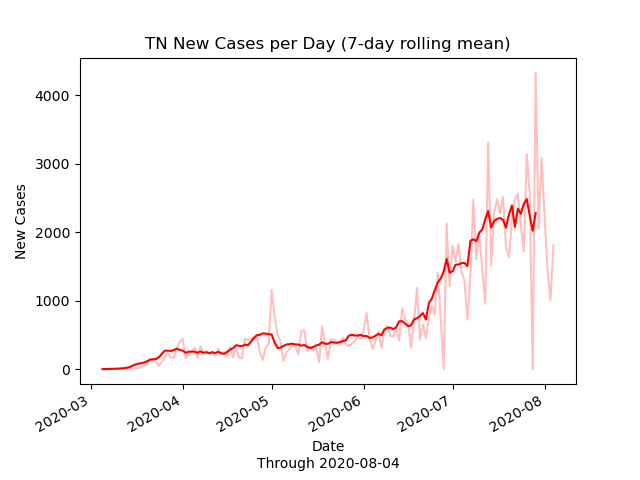 TN New Cases per Day (7-day rolling mean)
4000
3000
2000
1000
0
New Cases
2020-03
2020-04
2020-05
2020-06
2020-07
2020-08
Date
Through 2020-08-04